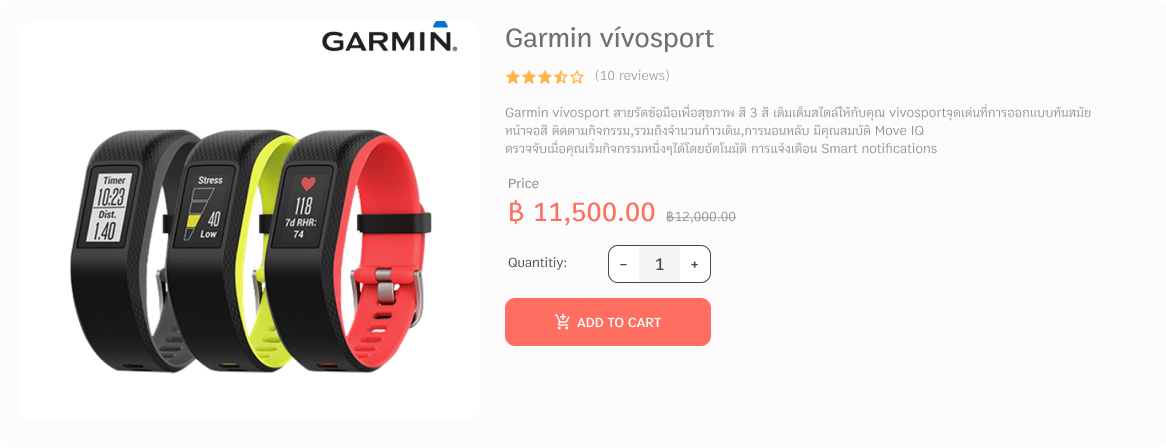 GARMIN
Timer
10:23
Dist.
1.40
Stress
40
Low
118
7d RHR:
74
Garmin vívosport
(10 reviews)
Garmin vívosport สายรัดข้อมือเพื่อสุขภาพ สี 3 สี เติมเต็มสไตล์ให้กับคุณ vivosportจุดเด่นที่การออกแบบทันสมัย
หน้าจอสี ติดตามกิจกรรม,รวมถึงจำนวนก้าวเดิน,การนอนหลับ มีคุณสมบัติ Move IQ
ตรวจจับเมื่อคุณเริ่มกิจกรรมหนึ่งๆได้โดยอัตโนมัติ การแจ้งเตือน Smart notifications
Price
฿ 11,500.00 ฿12,000.00
Quantitiy: − 1 +
ADD TO CART